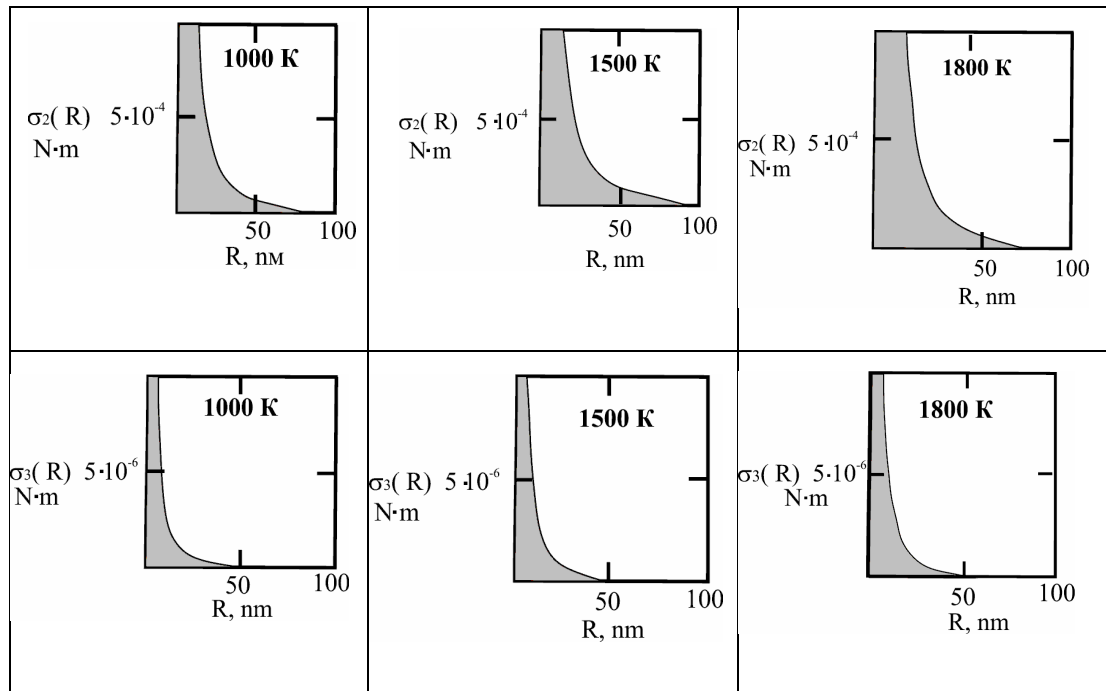 1000 К
σ₂( R) 5·10⁻⁴
N·m
50 100
R, nм
1500 К
σ₂( R) 5·10⁻⁴
N·m
50 100
R, nm
1800 К
σ₂( R) 5·10⁻⁴
N·m
50 100
R, nm
1000 К
σ₃( R) 5·10⁻⁶
N·m
50 100
R, nm
1500 К
σ₃( R) 5·10⁻⁶
N·m
50 100
R, nm
1800 К
σ₃( R) 5·10⁻⁶
N·m
50 100
R, nm